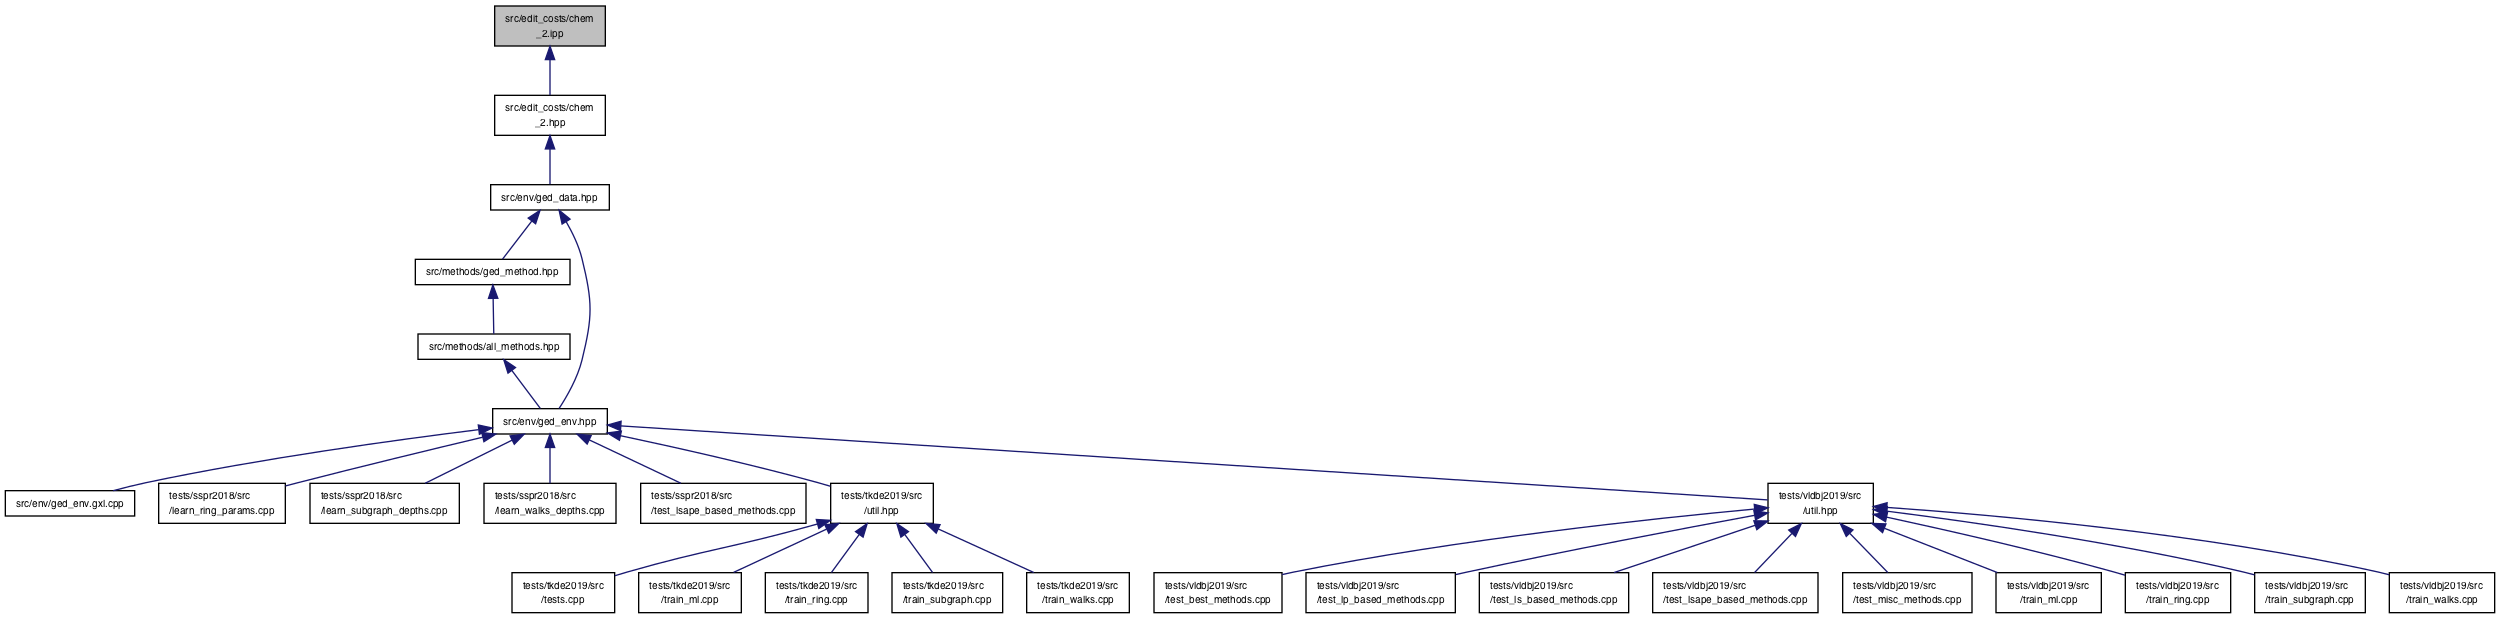 src/edit_costs/chem
_2.ipp
src/edit_costs/chem
_2.hpp
src/env/ged_data.hpp
src/methods/ged_method.hpp
src/methods/all_methods.hpp
src/env/ged_env.hpp
src/env/ged_env.gxl.cpp
tests/sspr2018/src
/learn_ring_params.cpp
tests/sspr2018/src
/learn_subgraph_depths.cpp
tests/sspr2018/src
/learn_walks_depths.cpp
tests/sspr2018/src
/test_lsape_based_methods.cpp
tests/tkde2019/src
/util.hpp
tests/vldbj2019/src
/util.hpp
tests/tkde2019/src
/tests.cpp
tests/tkde2019/src
/train_ml.cpp
tests/tkde2019/src
/train_ring.cpp
tests/tkde2019/src
/train_subgraph.cpp
tests/tkde2019/src
/train_walks.cpp
tests/vldbj2019/src
/test_best_methods.cpp
tests/vldbj2019/src
/test_lp_based_methods.cpp
tests/vldbj2019/src
/test_ls_based_methods.cpp
tests/vldbj2019/src
/test_lsape_based_methods.cpp
tests/vldbj2019/src
/test_misc_methods.cpp
tests/vldbj2019/src
/train_ml.cpp
tests/vldbj2019/src
/train_ring.cpp
tests/vldbj2019/src
/train_subgraph.cpp
tests/vldbj2019/src
/train_walks.cpp